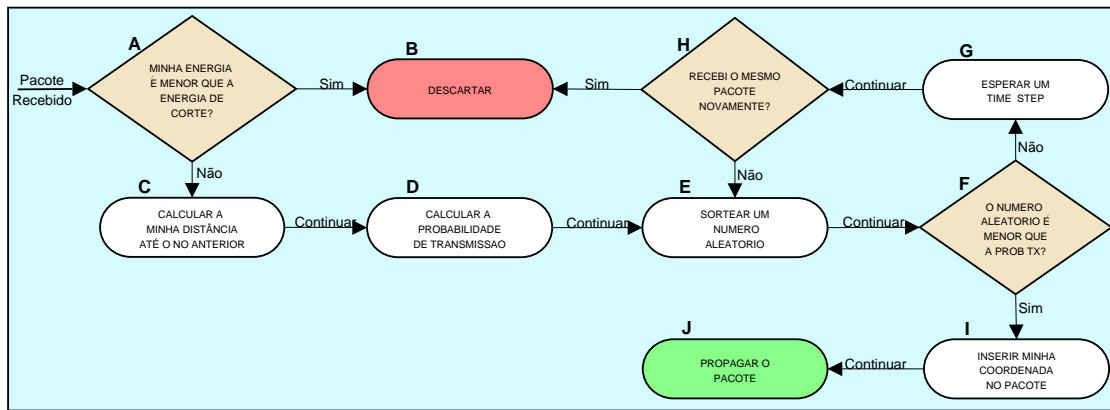 A
MINHA ENERGIA
É MENOR QUE A
ENERGIA DE
CORTE?
Pacote
Recebido
Sim
B
DESCARTAR
Sim
H
RECEBI O MESMO
PACOTE
NOVAMENTE?
Continuar
G
ESPERAR UM
TIME STEP
Não
Não
Não
C
CALCULAR A
MINHA DISTÂNCIA
ATÉ O NO ANTERIOR
Continuar
D
CALCULAR A
PROBABILIDADE
DE TRANSMISSAO
Continuar
E
SORTEAR UM
NUMERO
ALEATORIO
Continuar
F
O NUMERO
ALEATORIO É
MENOR QUE
A PROB TX?
Sim
J
PROPAGAR O
PACOTE
Continuar
I
INSERIR MINHA
COORDENADA
NO PACOTE